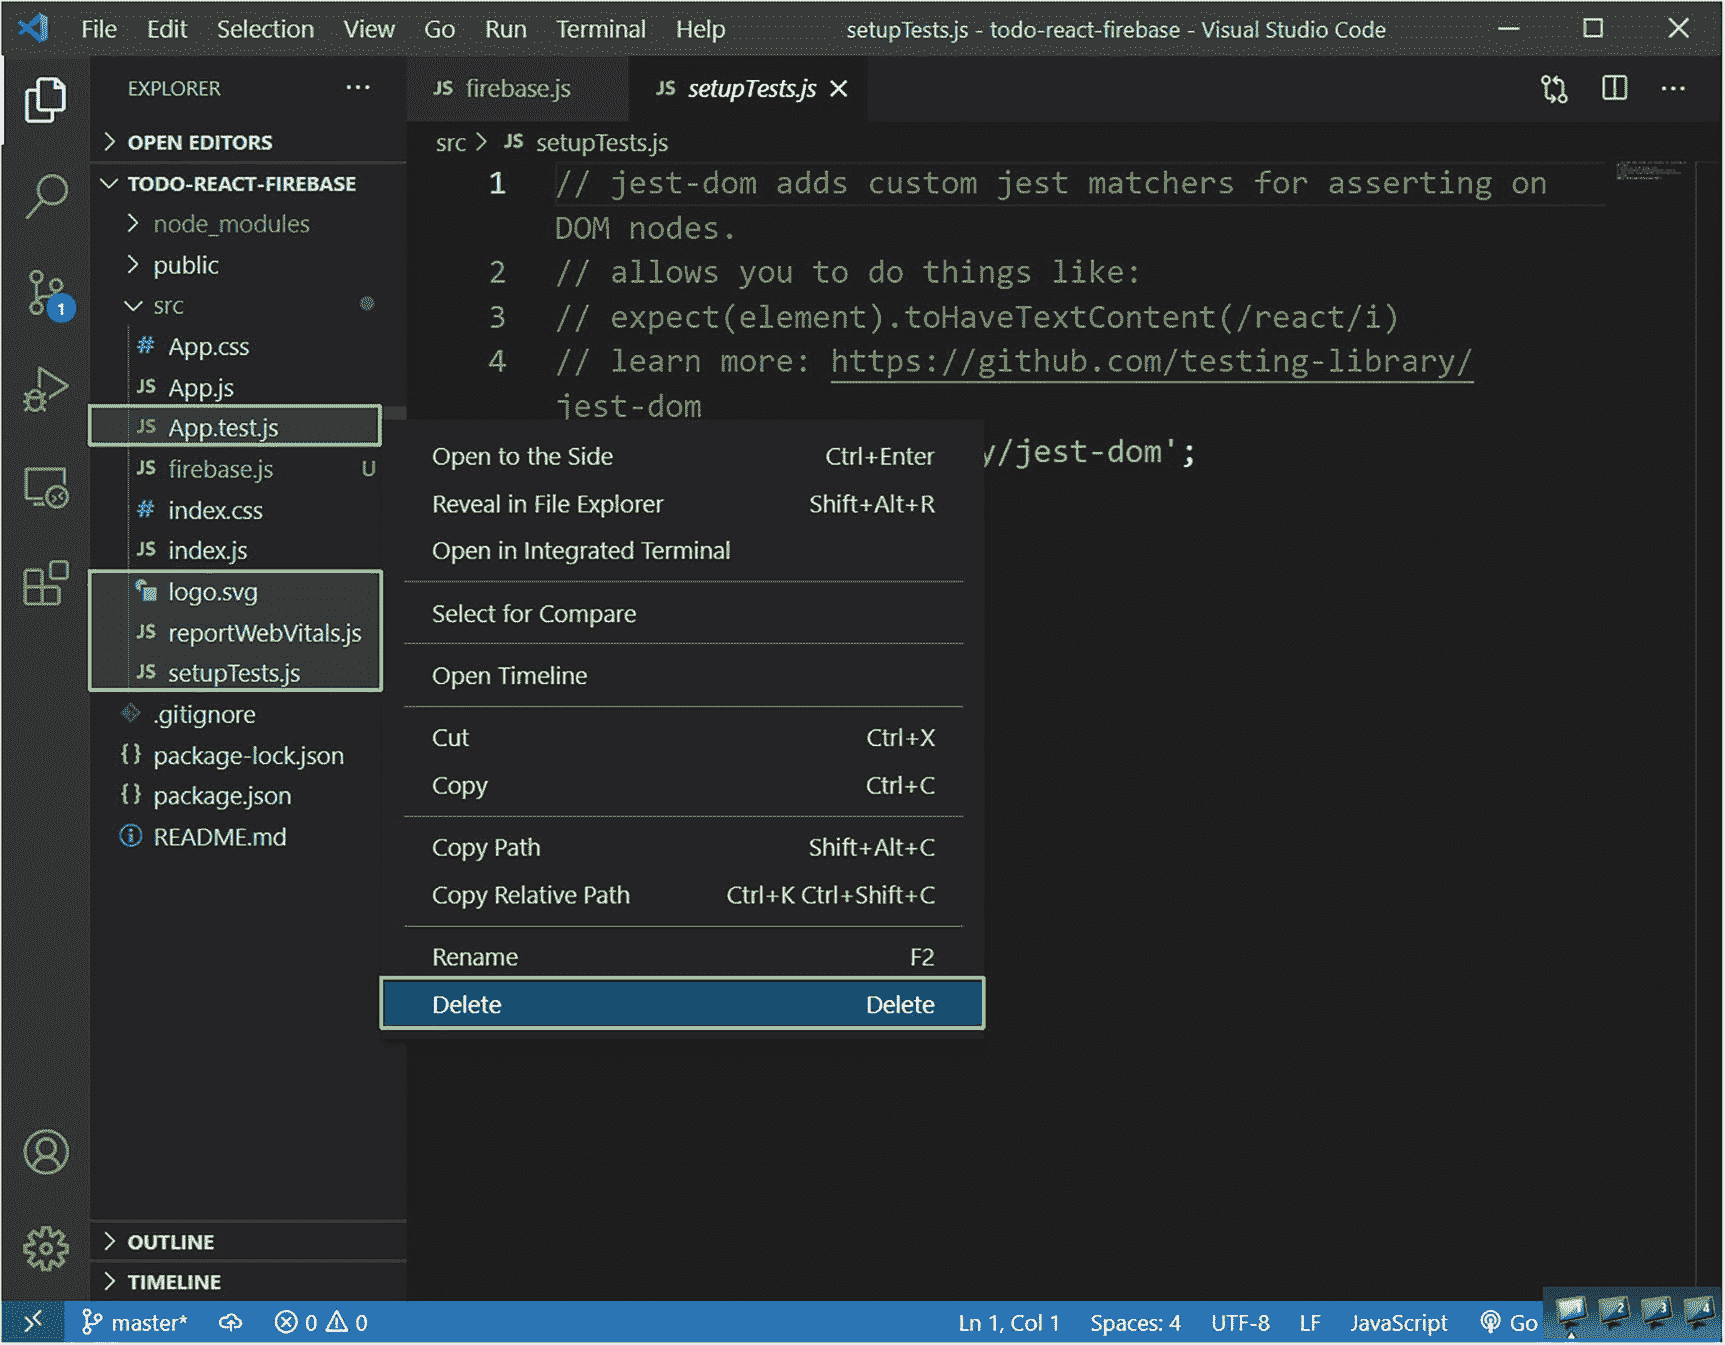 File Edit Selection View Go Run Terminal Help setupTests.js - todo-react-firebase - Visual Studio Code
EXPLORER
JS firebase.js JS setupTests.js
OPEN EDITORS
src > JS setupTests.js
TODO-REACT-FIREBASE
node_modules
public
src
# App.css
JS App.js
JS App.test.js
JS firebase.js U
# index.css
JS index.js
logo.svg
JS reportWebVitals.js
JS setupTests.js
.gitignore
{} package-lock.json
{} package.json
README.md
OUTLINE
TIMELINE
1 // jest-dom adds custom jest matchers for asserting on
DOM nodes.
2 // allows you to do things like:
3 // expect(element).toHaveTextContent(/react/i)
4 // learn more: https://github.com/testing-library/
jest-dom
y/jest-dom';
Open to the Side Ctrl+Enter
Reveal in File Explorer Shift+Alt+R
Open in Integrated Terminal
Select for Compare
Open Timeline
Cut Ctrl+X
Copy Ctrl+C
Copy Path Shift+Alt+C
Copy Relative Path Ctrl+K Ctrl+Shift+C
Rename F2
Delete Delete
1
master* 0 0 Ln 1, Col 1 Spaces: 4 UTF-8 LF JavaScript Go 1 2 3 4